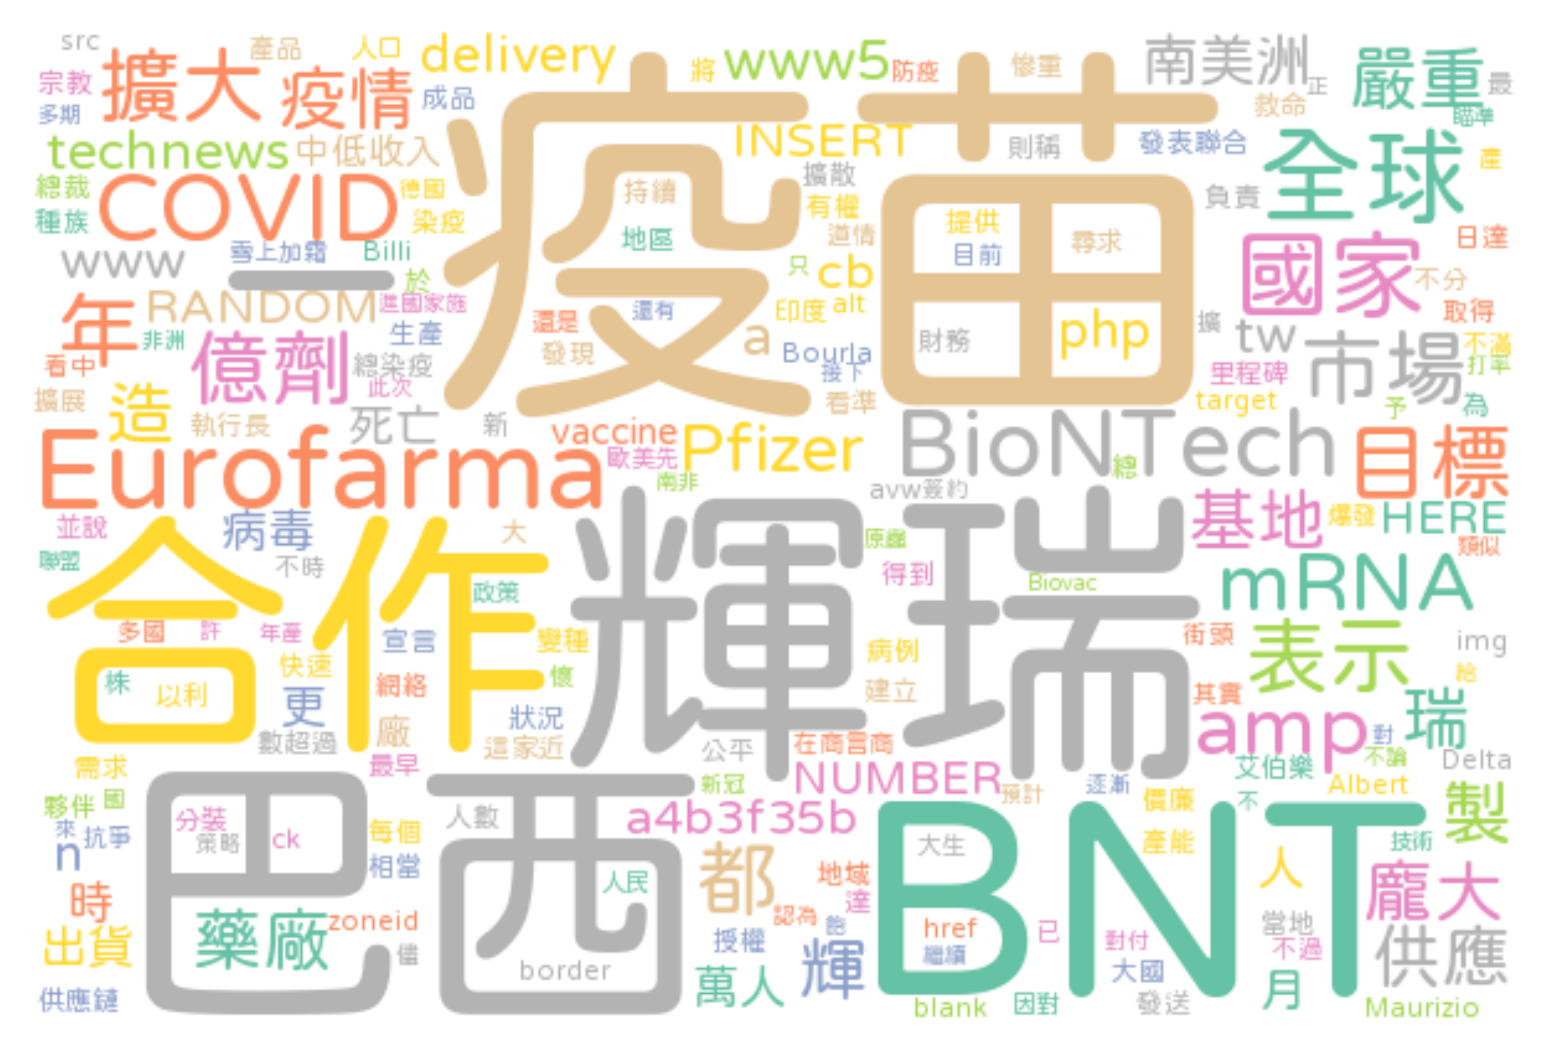 src
產品
人口
delivery
將
www5
防疫
慘重
南美洲
正
嚴重
最
宗教
擴大
疫情
成品
多期
疫苗
救命
瞄準
technews
中低收入
INSERT
則稱
發表聯合
全球
產
總裁
COVID
德國
持續
擴散
負責
種族
染疫
有權
提供
地區
道情
目前
尋求
日達
www
雪上加霜
Billi
一
於
只
cb
國家
不分
年
RANDOM
進國家施
還有
印度
alt
取得
非洲
生產
還是
a
財務
php
擴
tw
市場
不滿
看中
億劑
總染疫
發現
Bourla
接下
里程碑
打率
此次
擴展
造
執行長
死亡
新
看準
target
予
為
Eurofarma
vaccine
Pfizer
BioNTech
目標
歐美先
總
南非
avw簽約
並說
病毒
基地
爆發
HERE
大
類似
聯盟
不時
得到
Biovac
mRNA
合作
輝瑞
政策
多國
許
年產
宣言
變種
病例
街頭
表示
img
快速
懷
給
株
以利
更
網絡
建立
其實
瑞
狀況
amp
對
數超過
廠
這家近
公平
在商言商
不論
需求
最早
新冠
NUMBER
預計
逐漸
艾伯樂
Delta
Albert
夥伴
國
巴西
人數
a4b3f35b
BNT
價廉
不
製
來
抗爭
分裝
策略
ck
每個
大生
產能
技術
n
相當
都
地域
人
龐大
時
人民
達
藥廠
zoneid
認為
飽
href
已
當地
出貨
授權
輝
繼續
對付
不過
供應
儘
border
大國
供應鏈
萬人
blank
因對
發送
月
Maurizio